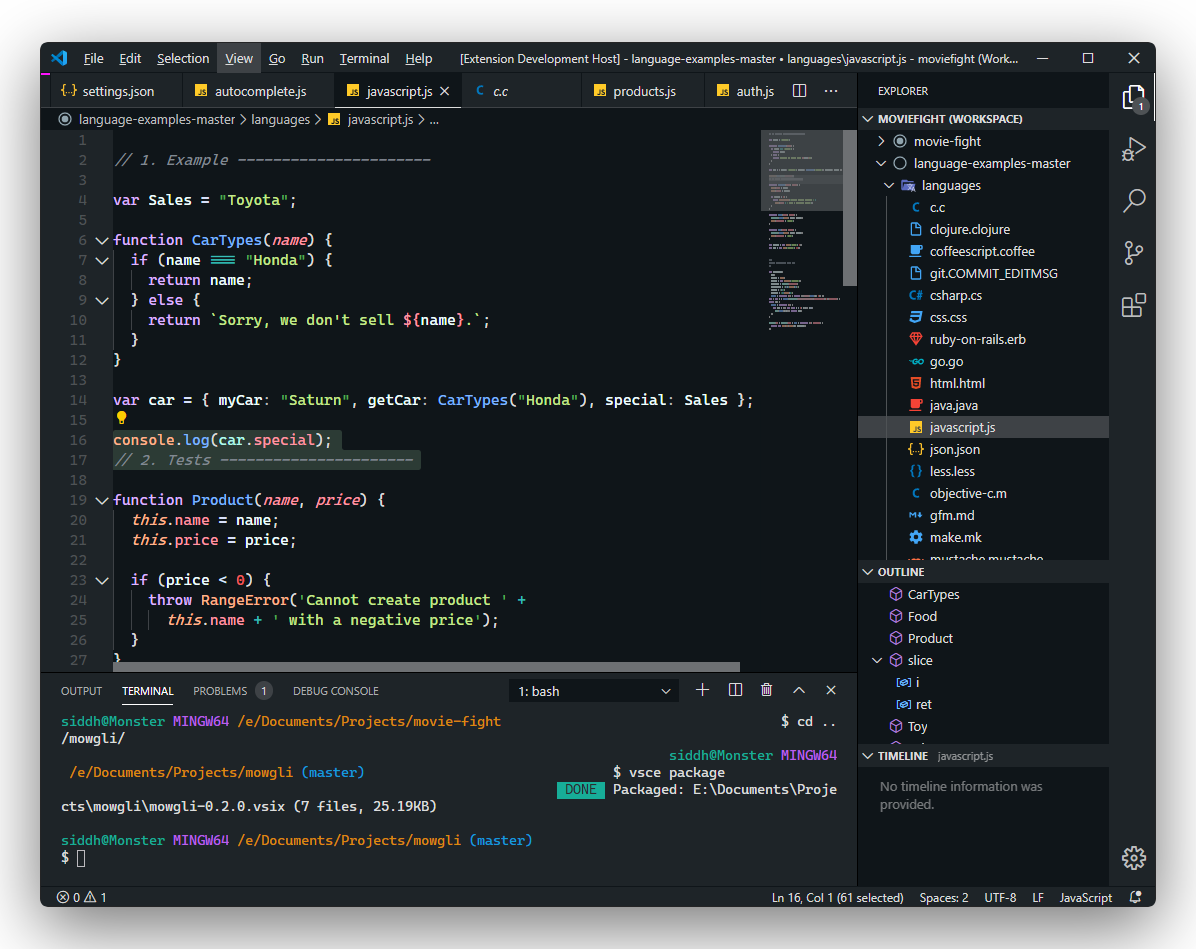 File Edit Selection View Go Run Terminal Help [Extension Development Host] - language-examples-master • languages\javascript.js - moviefight (Work...
{..} settings.json JS autocomplete.js JS javascript.js C c.c JS products.js JS auth.js ...
language-examples-master > languages > JS javascript.js > ...
1
2 // 1. Example ----------------------
3
4 var Sales = "Toyota";
5
6 function CarTypes(name) {
7 if (name === "Honda") {
8 return name;
9 } else {
10 return `Sorry, we don't sell ${name}.`;
11 }
12 }
13
14 var car = { myCar: "Saturn", getCar: CarTypes("Honda"), special: Sales };
15
16 console.log(car.special);
17 // 2. Tests ----------------------
18
19 function Product(name, price) {
20 this.name = name;
21 this.price = price;
22
23 if (price < 0) {
24 throw RangeError('Cannot create product ' +
25 this.name + ' with a negative price');
26 }
27 }
OUTPUT TERMINAL PROBLEMS 1 DEBUG CONSOLE 1: bash
siddh@Monster MINGW64 /e/Documents/Projects/movie-fight $ cd ..
/mowgli/
siddh@Monster MINGW64
/e/Documents/Projects/mowgli (master) $ vsce package
DONE Packaged: E:\Documents\Proje
cts\mowgli\mowgli-0.2.0.vsix (7 files, 25.19KB)
siddh@Monster MINGW64 /e/Documents/Projects/mowgli (master)
$
EXPLORER
1
MOVIEFIGHT (WORKSPACE)
movie-fight
language-examples-master
languages
C c.c
clojure.clojure
coffeescript.coffee
git.COMMIT_EDITMSG
C# csharp.cs
css.css
ruby-on-rails.erb
GO go.go
html.html
java.java
JS javascript.js
{..} json.json
{} less.less
C objective-c.m
M↓ gfm.md
make.mk
mustache.mustache
OUTLINE
CarTypes
Food
Product
slice
i
ret
Toy
TIMELINE javascript.js
No timeline information was
provided.
0 1 Ln 16, Col 1 (61 selected) Spaces: 2 UTF-8 LF JavaScript